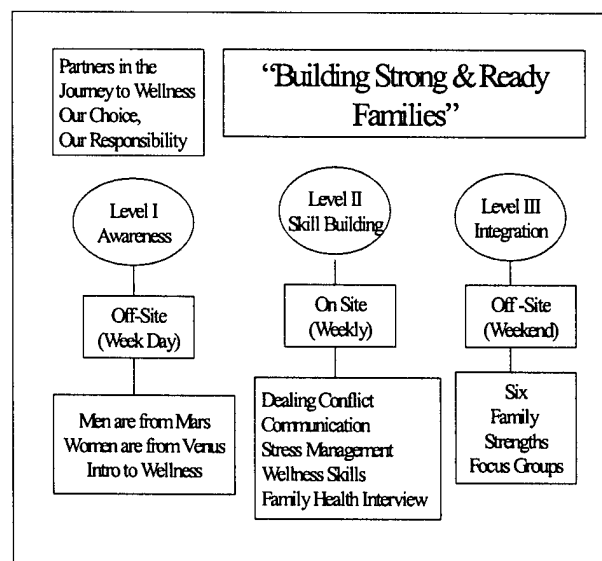 Partners in the
Journey to Wellness
Our Choice,
Our Responsibility
“Building Strong & Ready
Families”
Level I
Awareness
Level II
Skill Building
Level III
Integration
Off-Site
(Week Day)
On Site
(Weekly)
Off -Site
(Weekend)
Men are from Mars
Women are from Venus
Intro to Wellness
Dealing Conflict
Communication
Stress Management
Wellness Skills
Family Health Interview
Six
Family
Strengths
Focus Groups